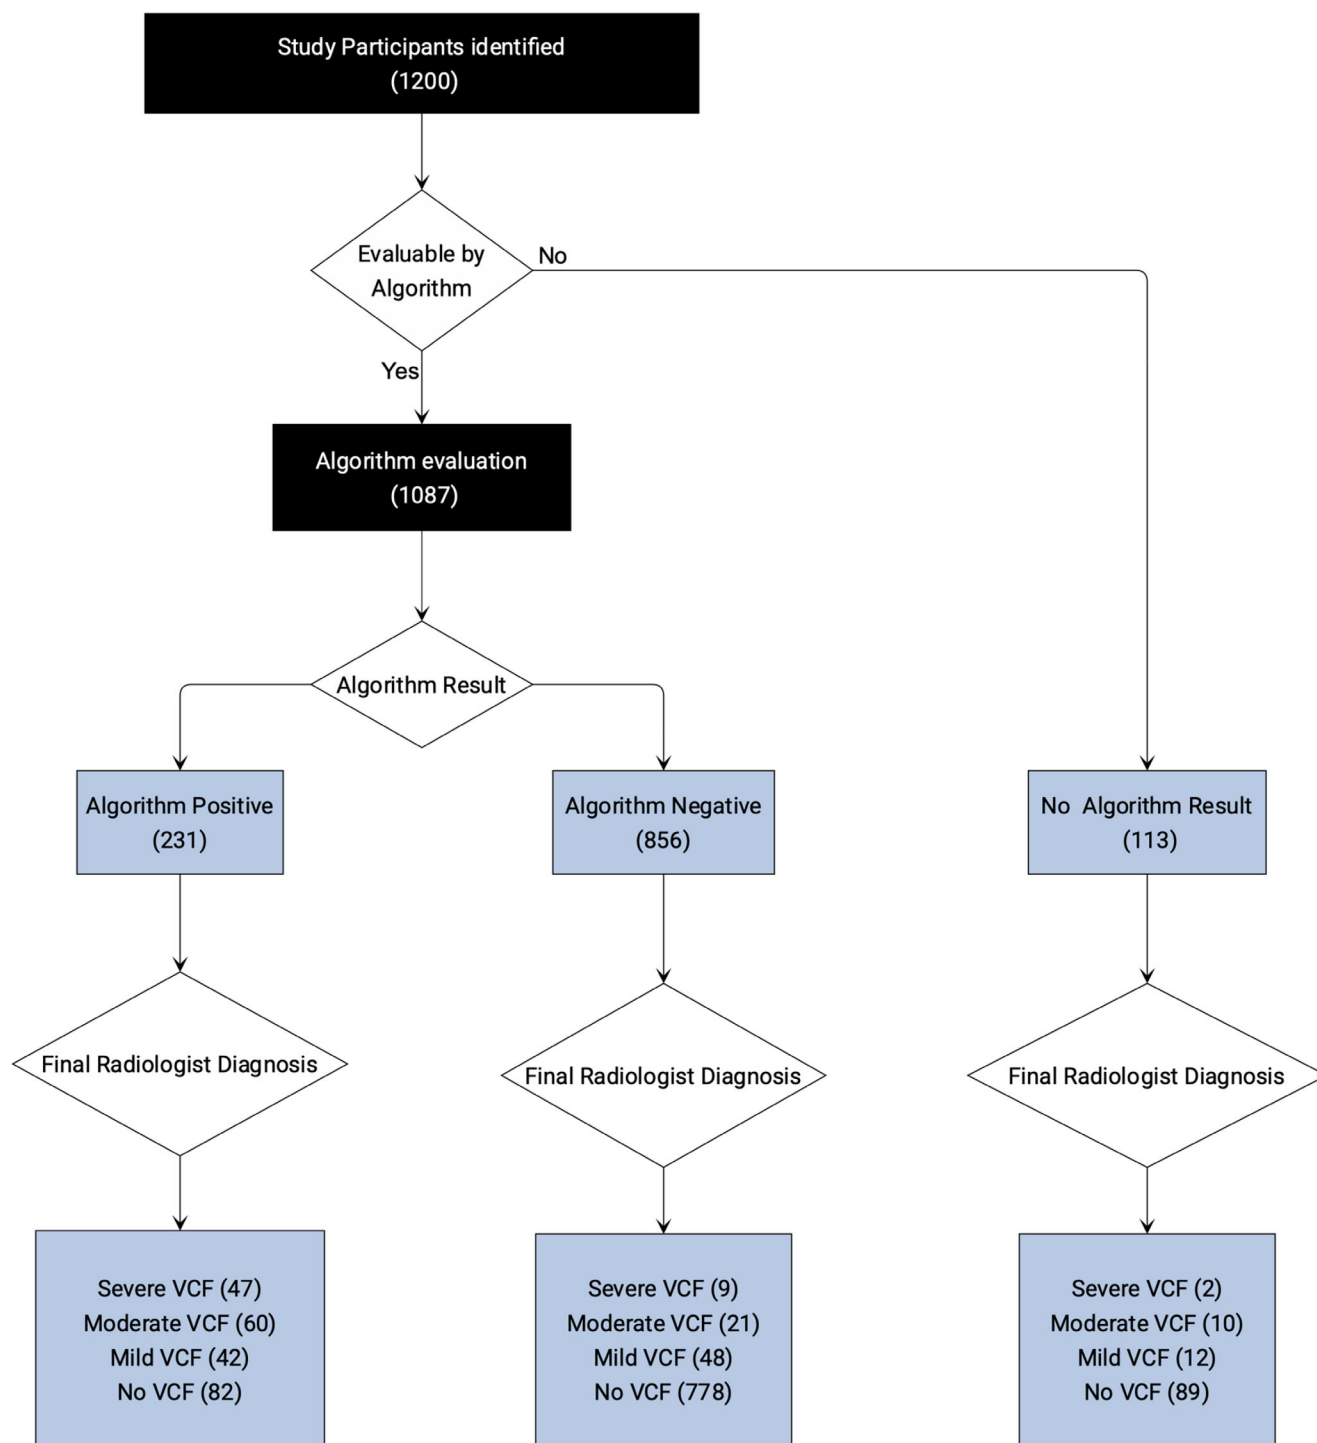 Study Participants identified
(1200)
Evaluable by
Algorithm
No
Yes
Algorithm evaluation
(1087)
Algorithm Result
Algorithm Positive
(231)
Algorithm Negative
(856)
No Algorithm Result
(113)
Final Radiologist Diagnosis
Final Radiologist Diagnosis
Final Radiologist Diagnosis
Severe VCF (47)
Moderate VCF (60)
Mild VCF (42)
No VCF (82)
Severe VCF (9)
Moderate VCF (21)
Mild VCF (48)
No VCF (778)
Severe VCF (2)
Moderate VCF (10)
Mild VCF (12)
No VCF (89)